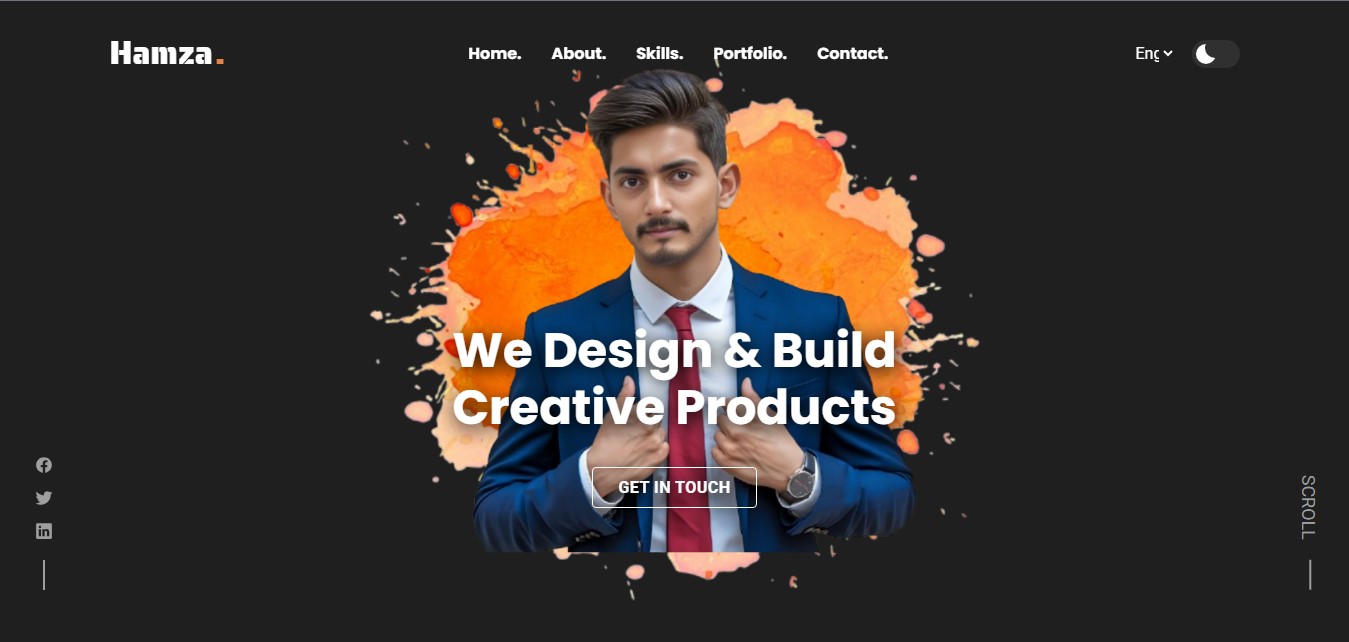 Hamza.
Home. About. Skills. Portfolio. Contact.
Eng
We Design & Build
Creative Products
GET IN TOUCH
SCROLL